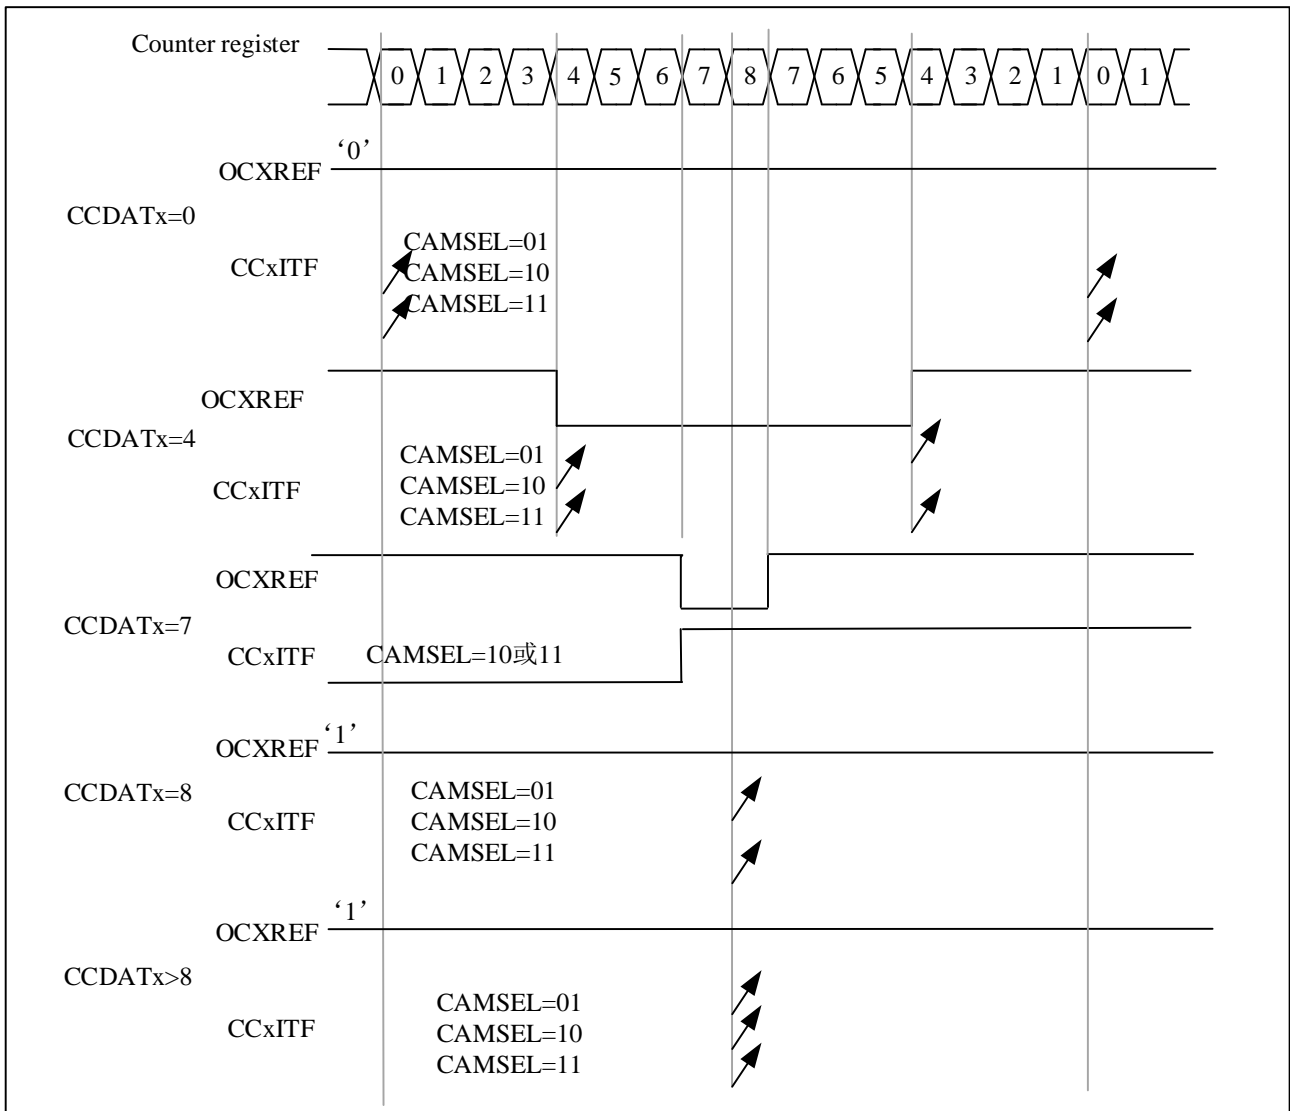 Counter register
0 1 2 3 4 5 6 7 8 7 6 5 4 3 2 1 0 1
‘0’
OCXREF
CCDATx=0
CAMSEL=01
CCxITF
CAMSEL=10
CAMSEL=11
OCXREF
CCDATx=4
CAMSEL=01
CAMSEL=10
CCxITF
CAMSEL=11
OCXREF
CCDATx=7
CCxITF
CAMSEL=10或11
‘1’
OCXREF
CCDATx=8
CAMSEL=01
CCxITF
CAMSEL=10
CAMSEL=11
‘1’
OCXREF
CCDATx>8
CAMSEL=01
CCxITF
CAMSEL=10
CAMSEL=11